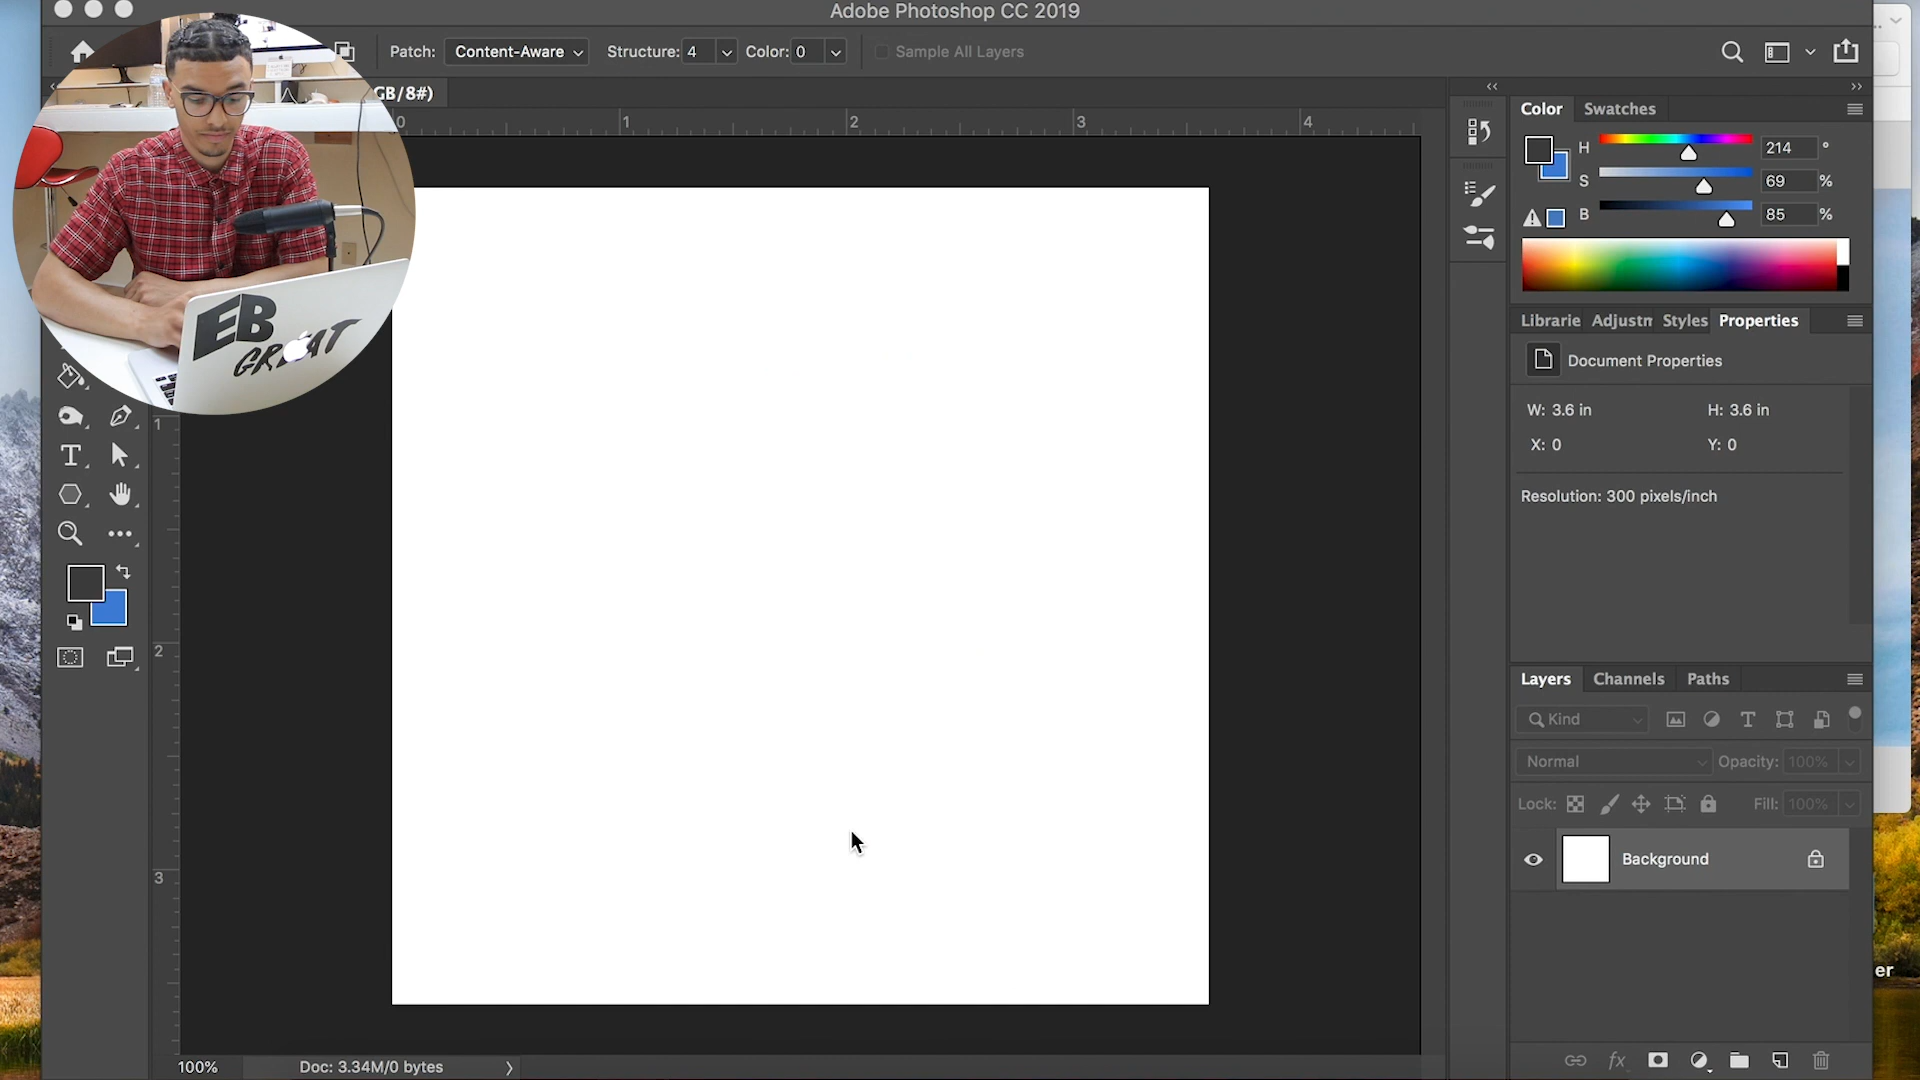 Adobe Photoshop CC 2019
Patch: Content-Aware Structure: 4 Color: 0 Sample All Layers
GB/8#)
0 1 2 3 4
1
2
3
EB
GREAT
Color Swatches
H 214 °
S 69 %
B 85 %
Librarie Adjustm Styles Properties
Document Properties
W: 3.6 in H: 3.6 in
X: 0 Y: 0
Resolution: 300 pixels/inch
Layers Channels Paths
Kind
Normal Opacity: 100%
Lock: Fill: 100%
Background
fx
er
100% Doc: 3.34M/0 bytes